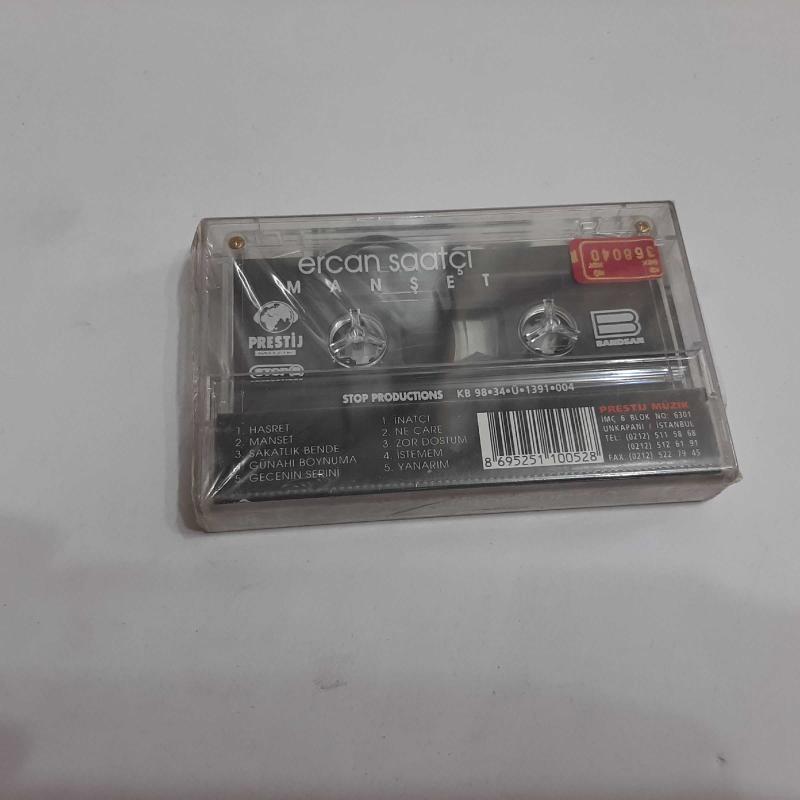 ercan saatçi
MANŞET
368040
PRESTİJ
STOP
B
BANDSAN
STOP PRODUCTIONS KB 98•34•Ü•1391•004
1. HASRET
2. MANSET
3. SAKATLIK BENDE
GÜNAHI BOYNUMA
5. GECENİN SERİNİ
1. İNATÇI
2. NE ÇARE
3. ZOR DOSTUM
4. İSTEMEM
5. YANARIM
8 695251 100528
PRESTIJ MÜZİK
İMÇ 6 BLOK NO: 6301
UNKAPANI / İSTANBUL
TEL: (0212) 511 58 68
(0212) 512 61 91
FAX (0212) 522 79 45